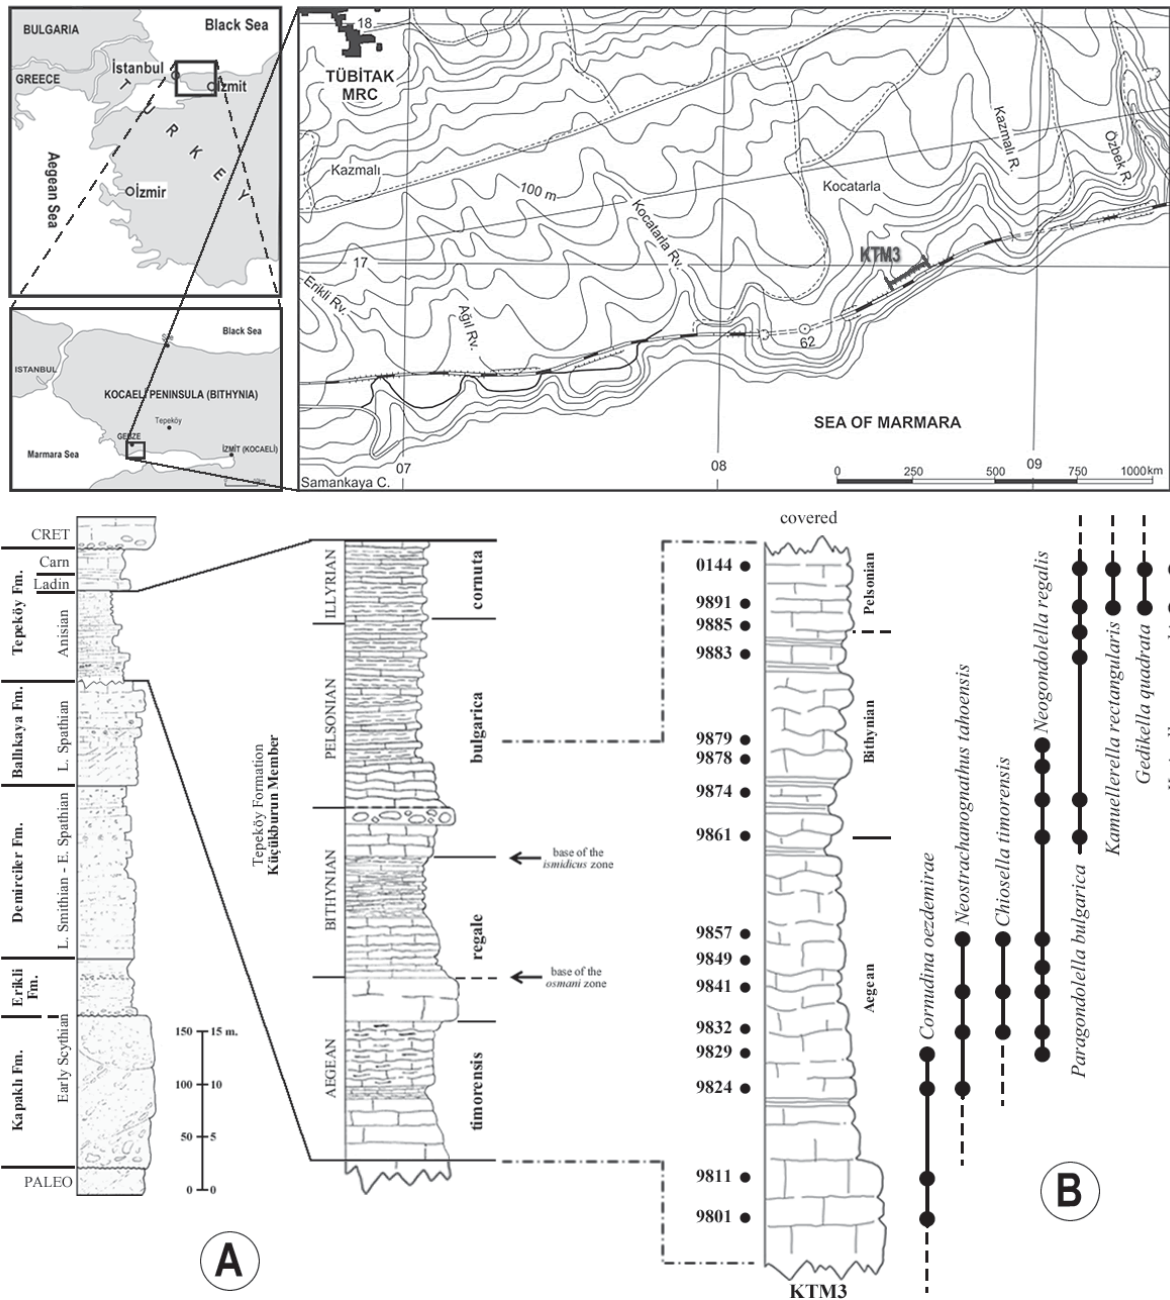 BULGARIA
Black Sea
GREECE
İstanbul
İzmit
TURKEY
Aegean Sea
İzmir
Black Sea
ISTANBUL
KOCAELİ PENINSULA (BITHYNIA)
Tepeköy
GEBZE
Marmara Sea
İZMİT (KOCAELİ)
18
TÜBİTAK
MRC
Kazmalı
100 m
Kocatarla Rv.
Kocatarla
Kazmalı R.
Özbek R.
KTM3
17
Erikli Rv.
Ağıl Rv.
62
SEA OF MARMARA
07
08
09
0 250 500 750 1000km
Samankaya C.
CRET
Carn
Ladin
Tepeköy Fm.
Anisian
Ballıkaya Fm.
L. Spathian
Demirciler Fm.
L. Smithian - E. Spathian
Erikli
Fm.
Kapaklı Fm.
Early Scythian
PALEO
150 15 m.
100 10
50 5
0 0
A
Tepeköy Formation
Küçükburun Member
ILLYRIAN
cornuta
PELSONIAN
bulgarica
BITHYNIAN
base of the
ismidicus zone
regale
base of the
osmani zone
AEGEAN
timorensis
covered
0144
9891
9885
9883
9879
9878
9874
9861
9857
9849
9841
9832
9829
9824
9811
9801
KTM3
Pelsonian
Bithynian
Aegean
Cornudina oezdemirae
Neostrachanognathus tahoensis
Chiosella timorensis
Neogondolella regalis
Paragondolella bulgarica
Kamuellerella rectangularis
Gedikella quadrata
B